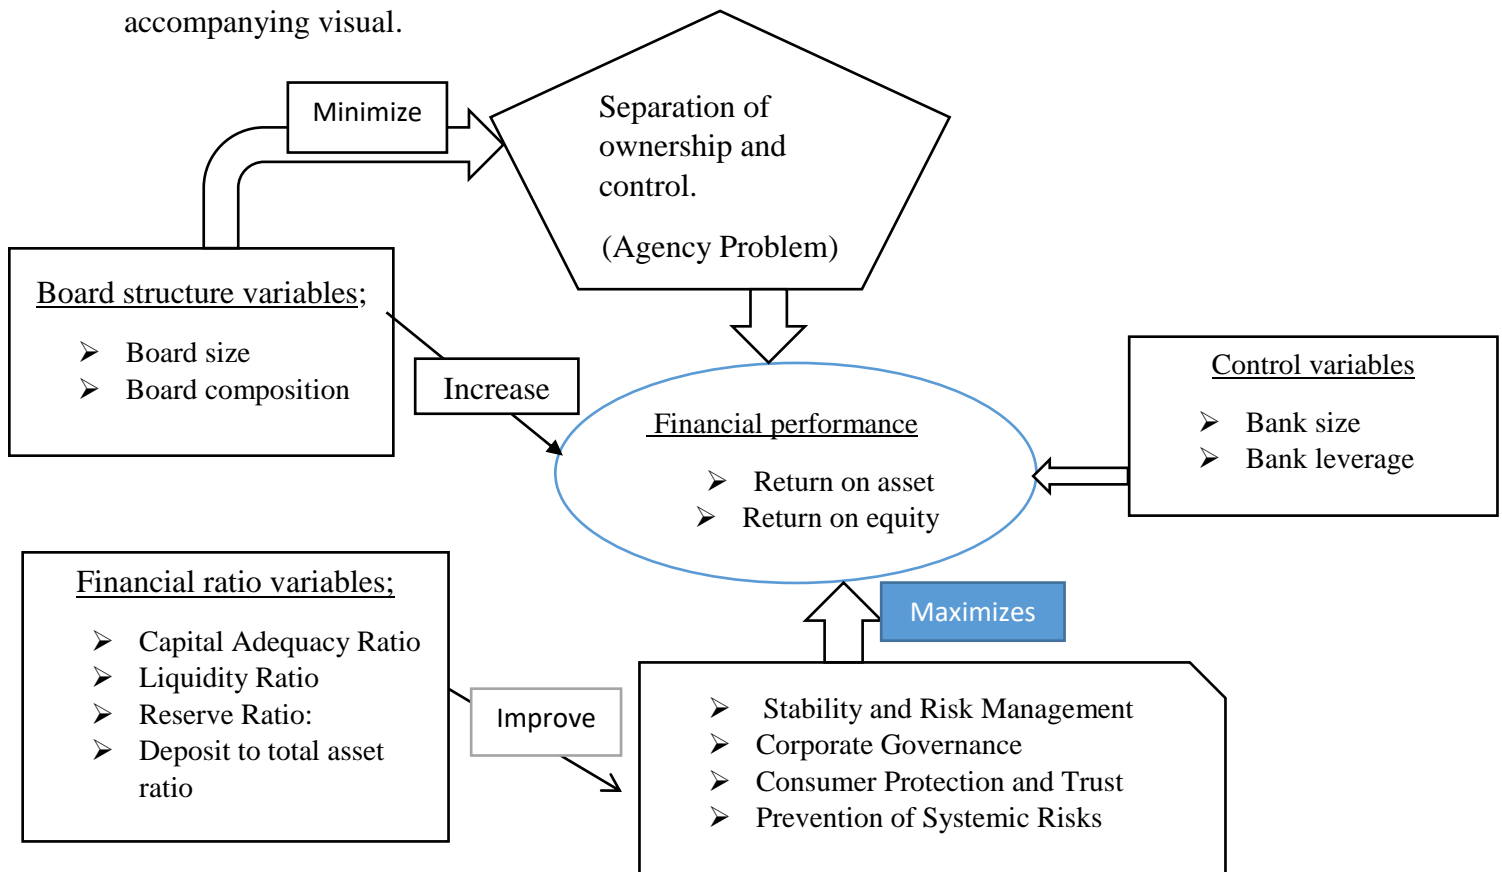 accompanying visual.
Minimize
Separation of
ownership and
control.
(Agency Problem)
Board structure variables;
➢ Board size
➢ Board composition
Increase
Financial performance
➢ Return on asset
➢ Return on equity
Control variables
➢ Bank size
➢ Bank leverage
Financial ratio variables;
➢ Capital Adequacy Ratio
➢ Liquidity Ratio
➢ Reserve Ratio:
➢ Deposit to total asset
ratio
Improve
Maximizes
➢ Stability and Risk Management
➢ Corporate Governance
➢ Consumer Protection and Trust
➢ Prevention of Systemic Risks